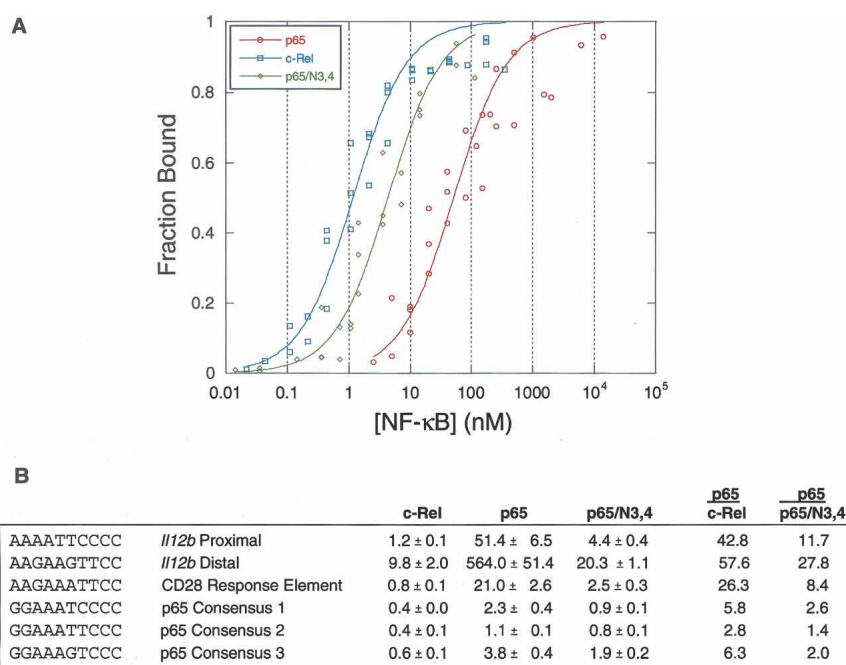 A
p65
c-Rel
p65/N3,4
Fraction Bound
1
0.8
0.6
0.4
0.2
0
0.01 0.1 1 10 100 1000 10⁴ 10⁵
[NF-κB] (nM)
B
c-Rel p65 p65/N3,4 p65/c-Rel p65/p65/N3,4
AAAATTCCCC Il12b Proximal 1.2 ± 0.1 51.4 ± 6.5 4.4 ± 0.4 42.8 11.7
AAGAAGTTCC Il12b Distal 9.8 ± 2.0 564.0 ± 51.4 20.3 ± 1.1 57.6 27.8
AAGAAATTCC CD28 Response Element 0.8 ± 0.1 21.0 ± 2.6 2.5 ± 0.3 26.3 8.4
GGAAATCCCC p65 Consensus 1 0.4 ± 0.0 2.3 ± 0.4 0.9 ± 0.1 5.8 2.6
GGAAATTCCC p65 Consensus 2 0.4 ± 0.1 1.1 ± 0.1 0.8 ± 0.1 2.8 1.4
GGAAAGTCCC p65 Consensus 3 0.6 ± 0.1 3.8 ± 0.4 1.9 ± 0.2 6.3 2.0